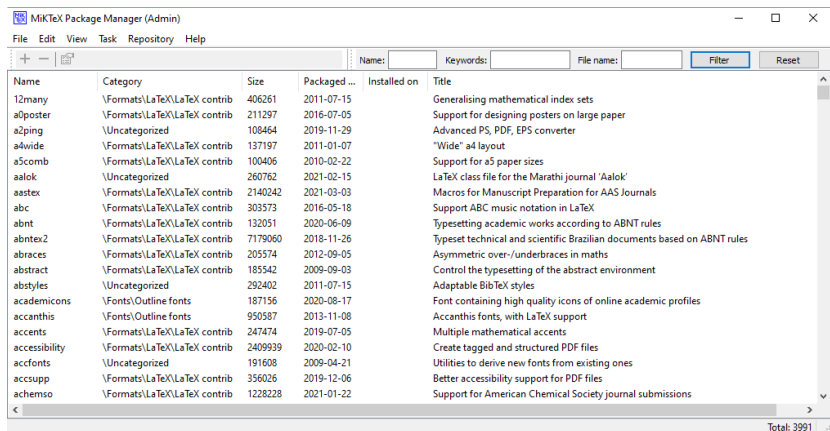 MiKTeX Package Manager (Admin)
File Edit View Task Repository Help
Name: Keywords: File name: Filter Reset
Name Category Size Packaged ... Installed on Title
12many \Formats\LaTeX\LaTeX contrib 406261 2011-07-15 Generalising mathematical index sets
a0poster \Formats\LaTeX\LaTeX contrib 211297 2016-07-05 Support for designing posters on large paper
a2ping \Uncategorized 108464 2019-11-29 Advanced PS, PDF, EPS converter
a4wide \Formats\LaTeX\LaTeX contrib 137197 2011-01-07 "Wide" a4 layout
a5comb \Formats\LaTeX\LaTeX contrib 100406 2010-02-22 Support for a5 paper sizes
aalok \Uncategorized 260762 2021-02-15 LaTeX class file for the Marathi journal 'Aalok'
aastex \Formats\LaTeX\LaTeX contrib 2140242 2021-03-03 Macros for Manuscript Preparation for AAS Journals
abc \Formats\LaTeX\LaTeX contrib 303573 2016-05-18 Support ABC music notation in LaTeX
abnt \Formats\LaTeX\LaTeX contrib 132051 2020-06-09 Typesetting academic works according to ABNT rules
abntex2 \Formats\LaTeX\LaTeX contrib 7179060 2018-11-26 Typeset technical and scientific Brazilian documents based on ABNT rules
abraces \Formats\LaTeX\LaTeX contrib 205574 2012-09-05 Asymmetric over-/underbraces in maths
abstract \Formats\LaTeX\LaTeX contrib 185542 2009-09-03 Control the typesetting of the abstract environment
abstyles \Uncategorized 292402 2011-07-15 Adaptable BibTeX styles
academicons \Fonts\Outline fonts 187156 2020-08-17 Font containing high quality icons of online academic profiles
accanthis \Fonts\Outline fonts 950587 2013-11-08 Accanthis fonts, with LaTeX support
accents \Formats\LaTeX\LaTeX contrib 247474 2019-07-05 Multiple mathematical accents
accessibility \Formats\LaTeX\LaTeX contrib 2409939 2020-02-10 Create tagged and structured PDF files
accfonts \Uncategorized 191608 2009-04-21 Utilities to derive new fonts from existing ones
accsupp \Formats\LaTeX\LaTeX contrib 356026 2019-12-06 Better accessibility support for PDF files
achemso \Formats\LaTeX\LaTeX contrib 1228228 2021-01-22 Support for American Chemical Society journal submissions
Total: 3991